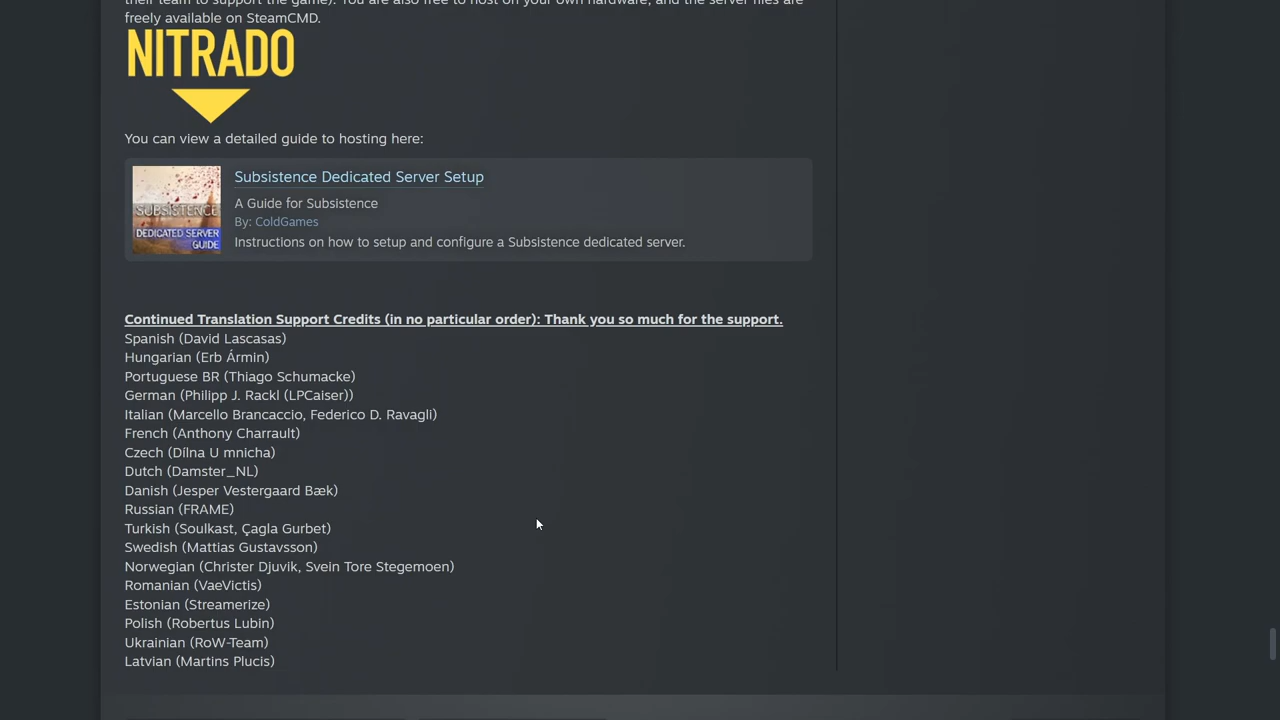 their team to support the game). You are also free to host on your own hardware, and the server files are
freely available on SteamCMD.
NITRADO
You can view a detailed guide to hosting here:
SUBSISTENCE
DEDICATED SERVER
GUIDE
Subsistence Dedicated Server Setup
A Guide for Subsistence
By: ColdGames
Instructions on how to setup and configure a Subsistence dedicated server.
Continued Translation Support Credits (in no particular order): Thank you so much for the support.
Spanish (David Lascasas)
Hungarian (Erb Ármin)
Portuguese BR (Thiago Schumacke)
German (Philipp J. Rackl (LPCaiser))
Italian (Marcello Brancaccio, Federico D. Ravagli)
French (Anthony Charrault)
Czech (Dílna U mnicha)
Dutch (Damster_NL)
Danish (Jesper Vestergaard Bæk)
Russian (FRAME)
Turkish (Soulkast, Çagla Gurbet)
Swedish (Mattias Gustavsson)
Norwegian (Christer Djuvik, Svein Tore Stegemoen)
Romanian (VaeVictis)
Estonian (Streamerize)
Polish (Robertus Lubin)
Ukrainian (RoW-Team)
Latvian (Martins Plucis)